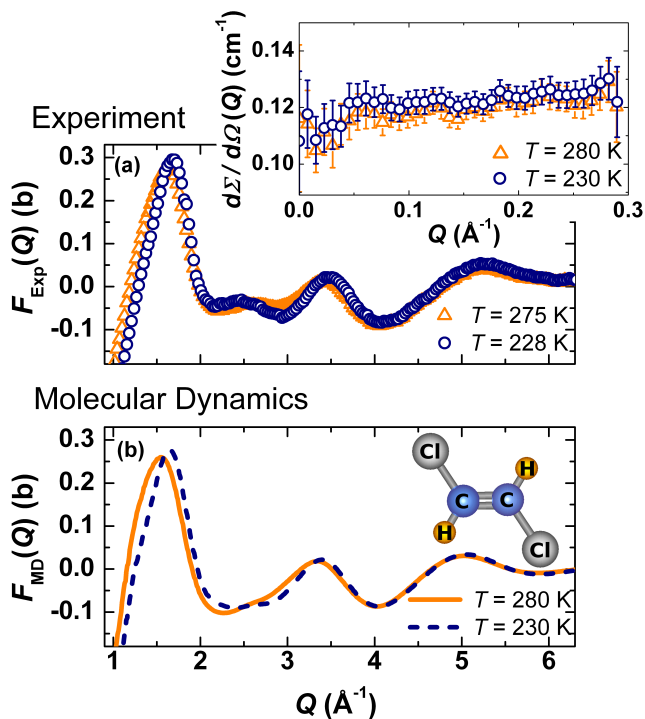 Experiment
(a)
0.3
0.2
0.1
0.0
-0.1
F_Exp(Q) (b)
T = 275 K
T = 228 K
0.14
0.12
0.10
dΣ/dΩ(Q) (cm⁻¹)
T = 280 K
T = 230 K
0.0 0.1 0.2 0.3
Q (Å⁻¹)
Molecular Dynamics
(b)
0.3
0.2
0.1
0.0
-0.1
F_MD(Q) (b)
Cl
H
C C
H
Cl
T = 280 K
T = 230 K
1 2 3 4 5 6
Q (Å⁻¹)